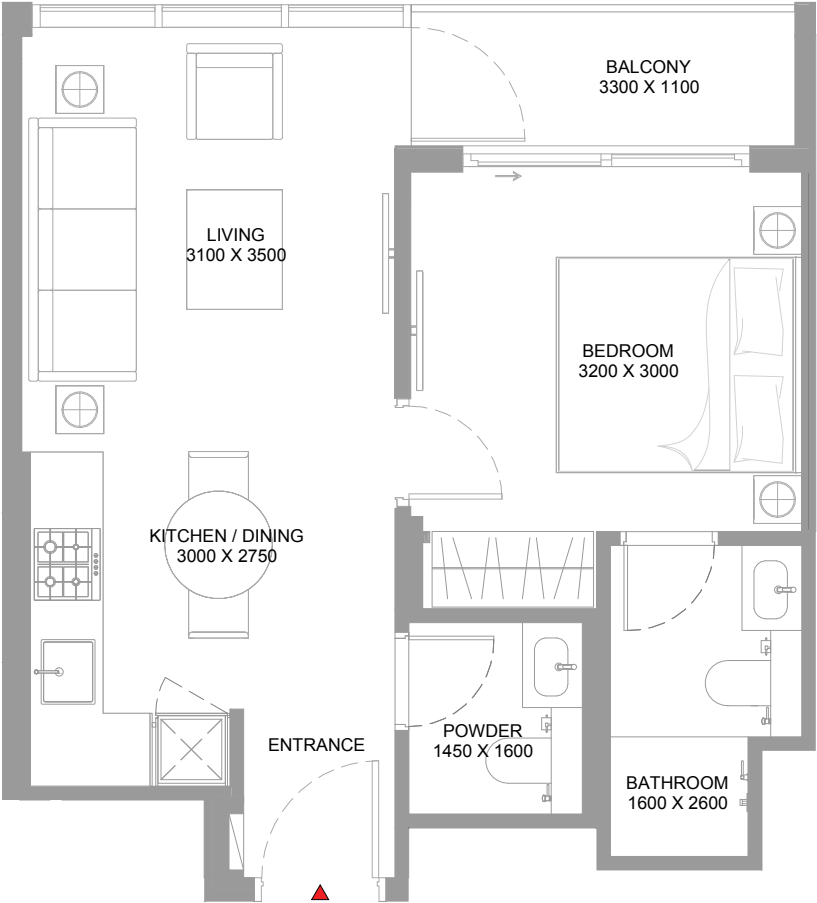 BALCONY
3300 X 1100
LIVING
3100 X 3500
BEDROOM
3200 X 3000
KITCHEN / DINING
3000 X 2750
ENTRANCE
POWDER
1450 X 1600
BATHROOM
1600 X 2600